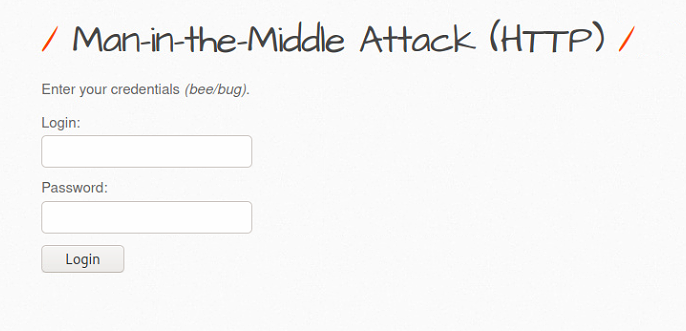 / Man-in-the-Middle Attack (HTTP) /
Enter your credentials (bee/bug).
Login:
Password:
Login